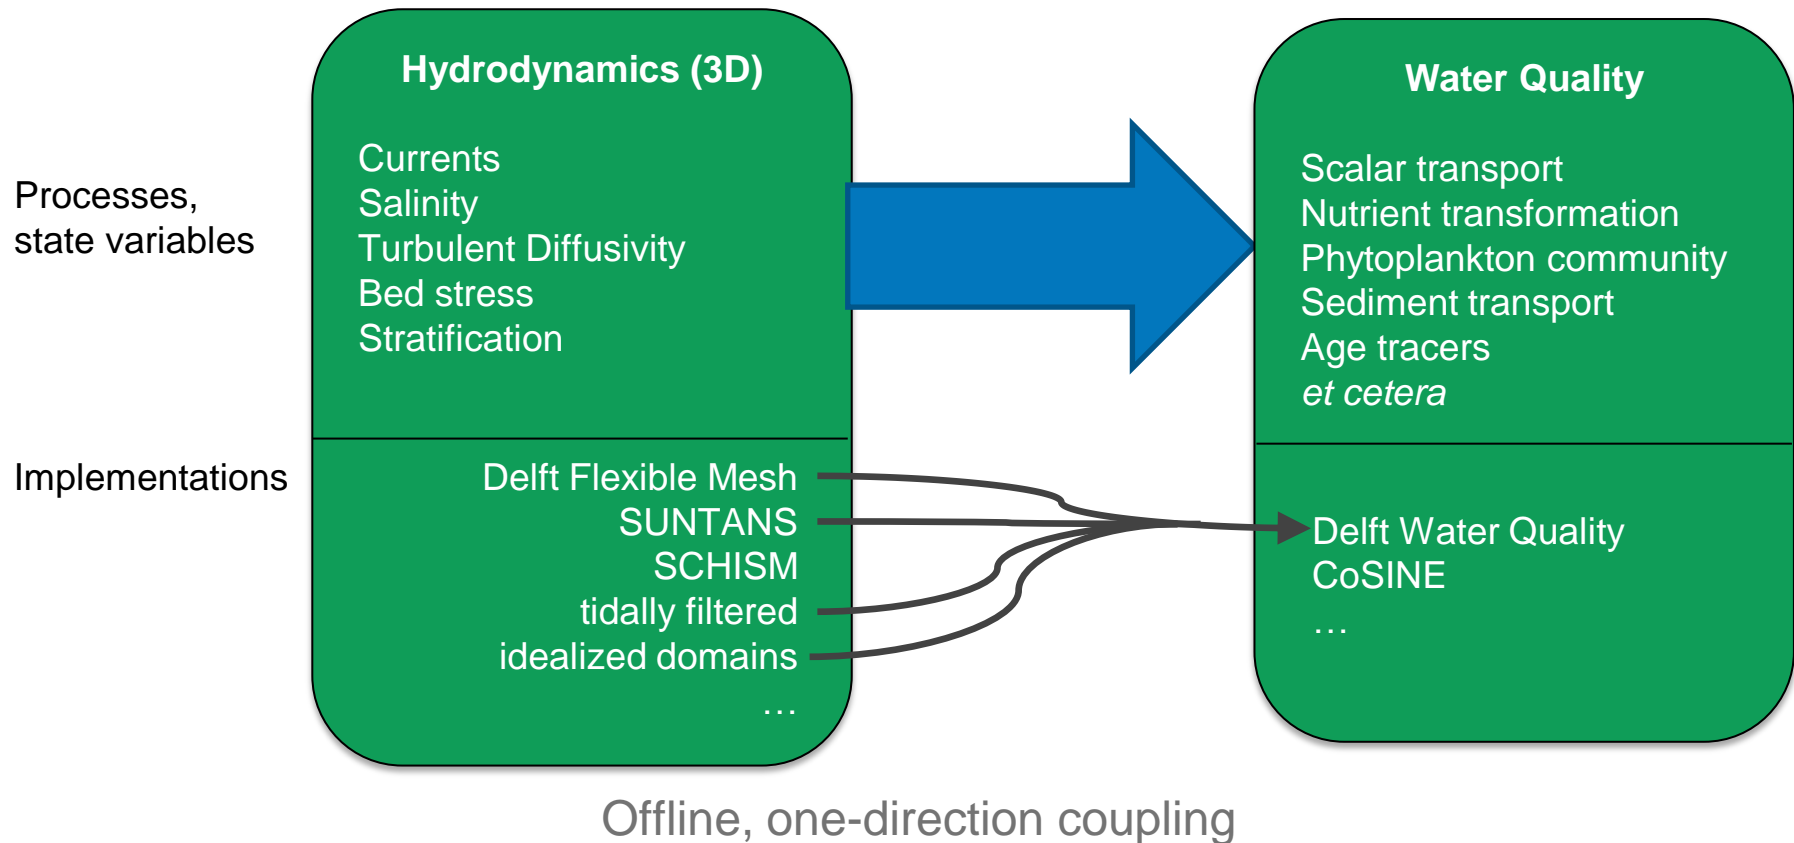 Hydrodynamics (3D)
Currents
Salinity
Turbulent Diffusivity
Bed stress
Stratification
Water Quality
Scalar transport
Nutrient transformation
Phytoplankton community
Sediment transport
Age tracers
et cetera
Processes,
state variables
Implementations
Delft Flexible Mesh
SUNTANS
SCHISM
tidally filtered
idealized domains
…
Delft Water Quality
CoSINE
…
Offline, one-direction coupling